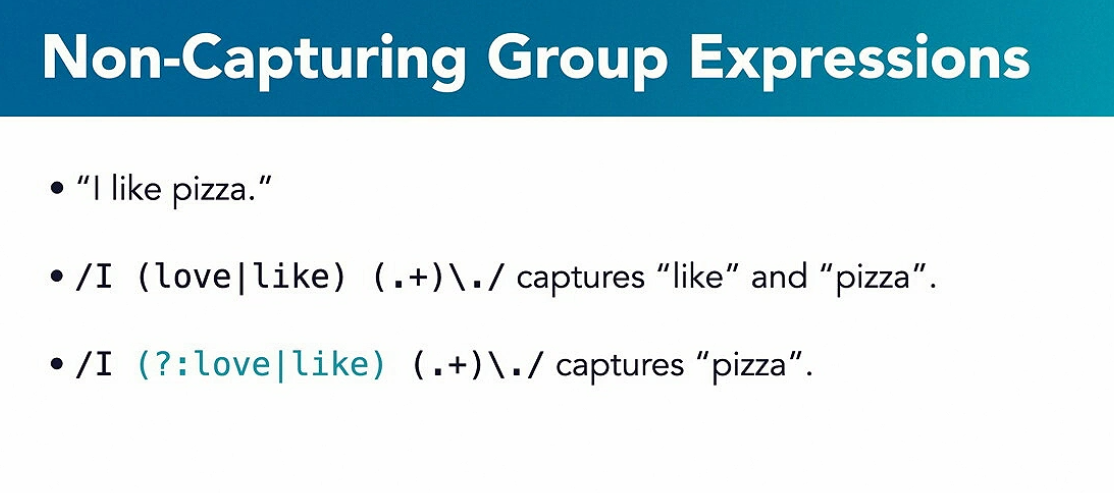 Non-Capturing Group Expressions
• “I like pizza.”
• /I (love|like) (.+)\./ captures “like” and “pizza”.
• /I (?:love|like) (.+)\./ captures “pizza”.